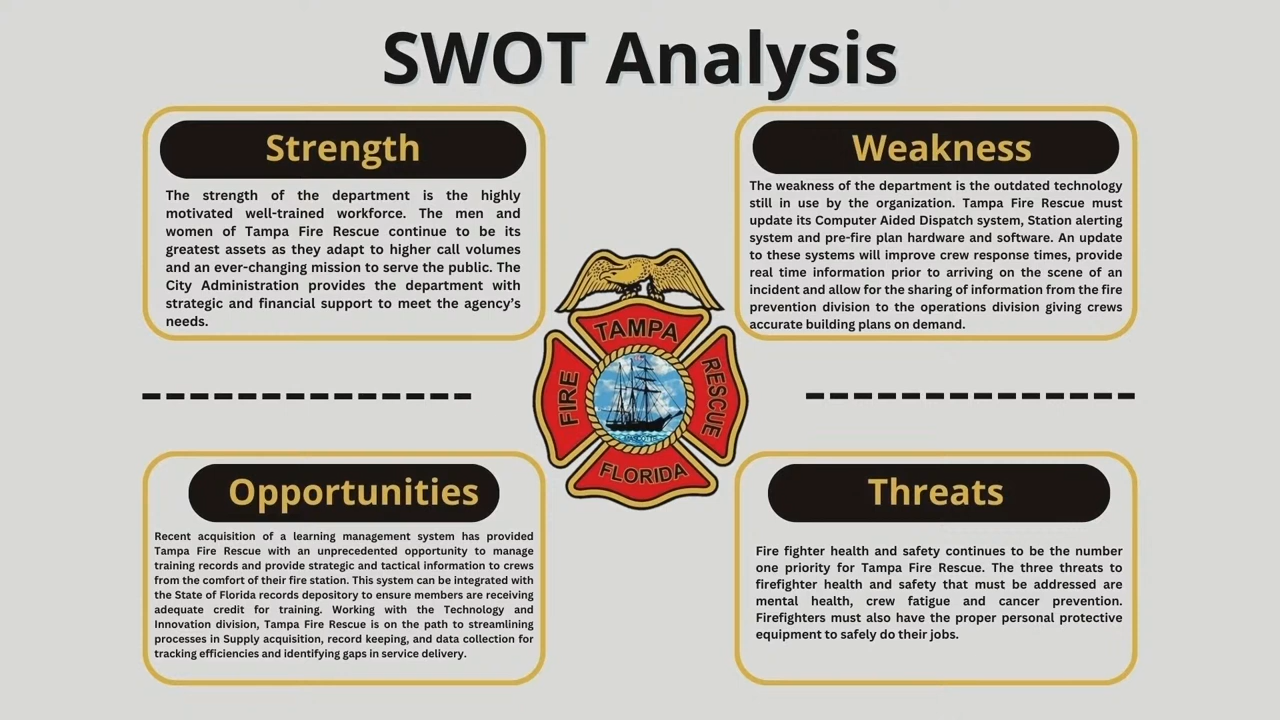 SWOT Analysis
Strength
The strength of the department is the highly
motivated well-trained workforce. The men and
women of Tampa Fire Rescue continue to be its
greatest assets as they adapt to higher call volumes
and an ever-changing mission to serve the public. The
City Administration provides the department with
strategic and financial support to meet the agency's
needs.
Weakness
The weakness of the department is the outdated technology
still in use by the organization. Tampa Fire Rescue must
update its Computer Aided Dispatch system, Station alerting
system and pre-fire plan hardware and software. An update
to these systems will improve crew response times, provide
real time information prior to arriving on the scene of an
incident and allow for the sharing of information from the fire
prevention division to the operations division giving crews
accurate building plans on demand.
TAMPA
FIRE
RESCUE
FLORIDA
Opportunities
Recent acquisition of a learning management system has provided
Tampa Fire Rescue with an unprecedented opportunity to manage
training records and provide strategic and tactical information to crews
from the comfort of their fire station. This system can be integrated with
the State of Florida records depository to ensure members are receiving
adequate credit for training. Working with the Technology and
Innovation division, Tampa Fire Rescue is on the path to streamlining
processes in Supply acquisition, record keeping, and data collection for
tracking efficiencies and identifying gaps in service delivery.
Threats
Fire fighter health and safety continues to be the number
one priority for Tampa Fire Rescue. The three threats to
firefighter health and safety that must be addressed are
mental health, crew fatigue and cancer prevention.
Firefighters must also have the proper personal protective
equipment to safely do their jobs.